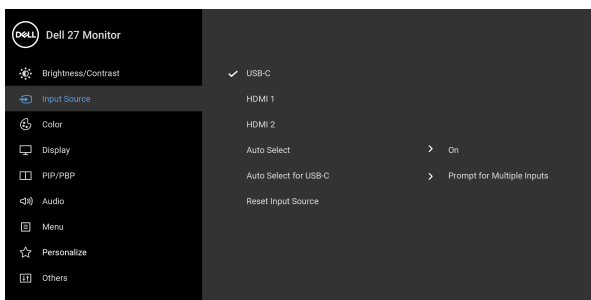 DELL Dell 27 Monitor
Brightness/Contrast
Input Source
Color
Display
PIP/PBP
Audio
Menu
Personalize
Others
USB-C
HDMI 1
HDMI 2
Auto Select On
Auto Select for USB-C Prompt for Multiple Inputs
Reset Input Source